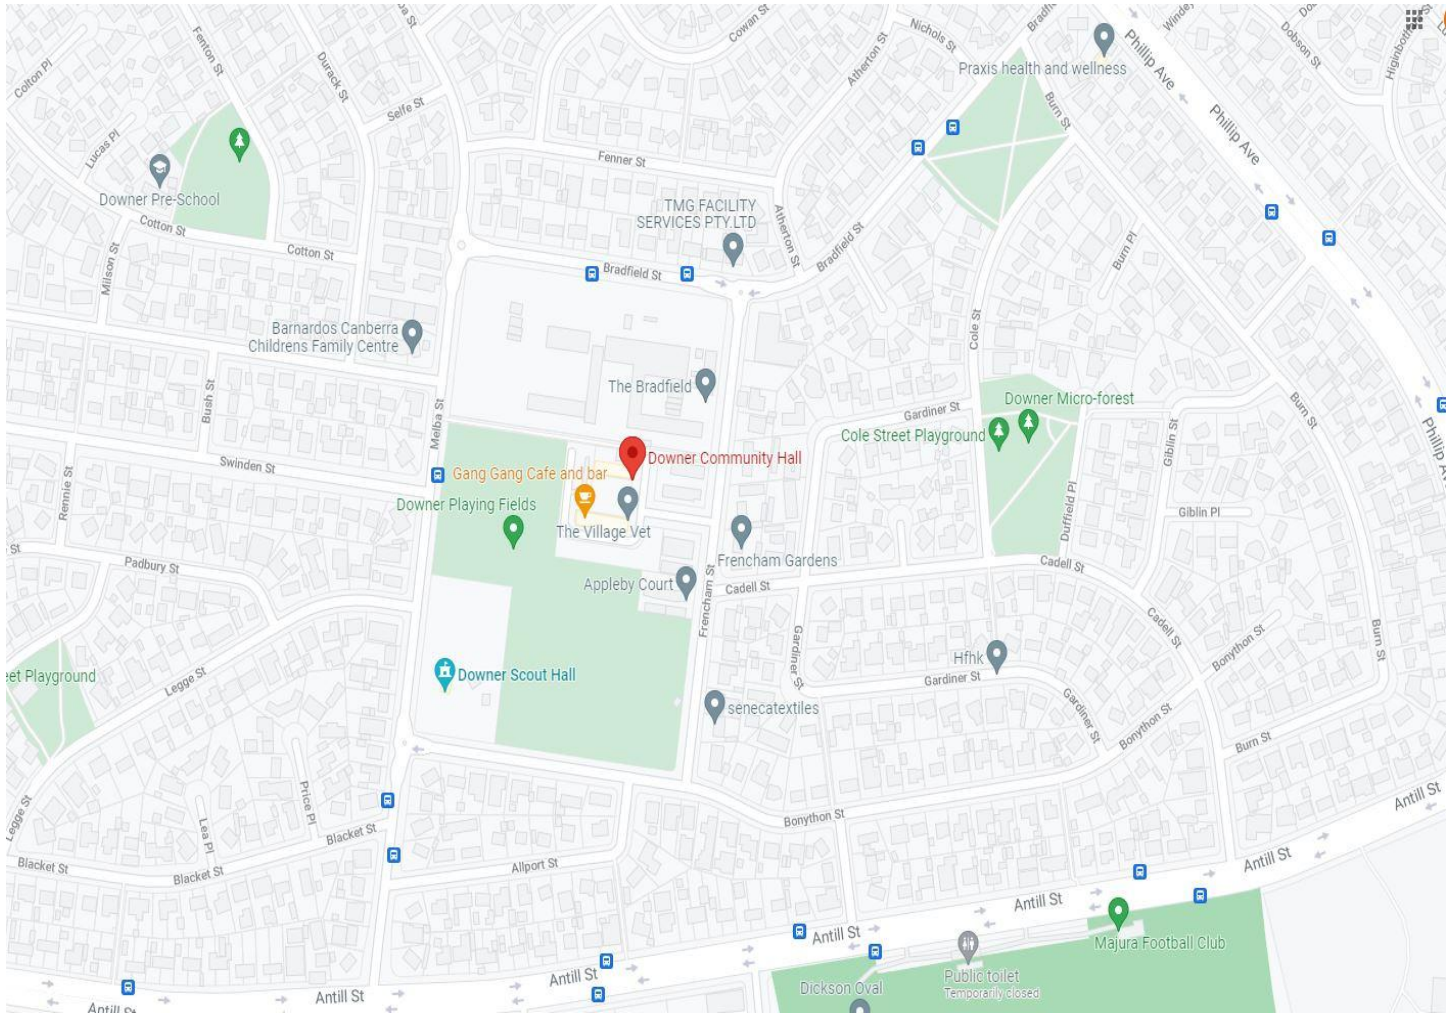 Cowan St
Nichols St
Phillip Ave
Praxis health and wellness
Fenton St
Durack St
Colton Pl
Selfe St
Atherton St
Burn St
Phillip Ave
Dobson St
Lucas Pl
Downer Pre-School
Fenner St
TMG FACILITY
SERVICES PTY.LTD
Atherton St
Cotton St
Cotton St
Milson St
Bradfield St
Bradfield St
Burn Pl
Barnardos Canberra
Childrens Family Centre
Cole St
The Bradfield
Bush St
Melba St
Gardiner St
Downer Micro-forest
Cole Street Playground
Burn St
Giblin St
Phillip
Downer Community Hall
Swinden St
Gang Gang Cafe and bar
Rennie St
Downer Playing Fields
The Village Vet
Duffield Pl
Giblin Pl
St
Padbury St
Frencham Gardens
Appleby Court
Cadell St
Cadell St
Frencham St
Gardiner St
Cadell St
Bonython St
Burn St
et Playground
Legge St
Downer Scout Hall
Hfhk
Gardiner St
senecatextiles
Gardiner St
Bonython St
Burn St
Legge St
Price Pl
Lea Pl
Blacket St
Bonython St
Antill St
Blacket St
Blacket St
Allport St
Antill St
Antill St
Antill St
Majura Football Club
Public toilet
Temporarily closed
Dickson Oval
Antill St
Antill St
Antill St